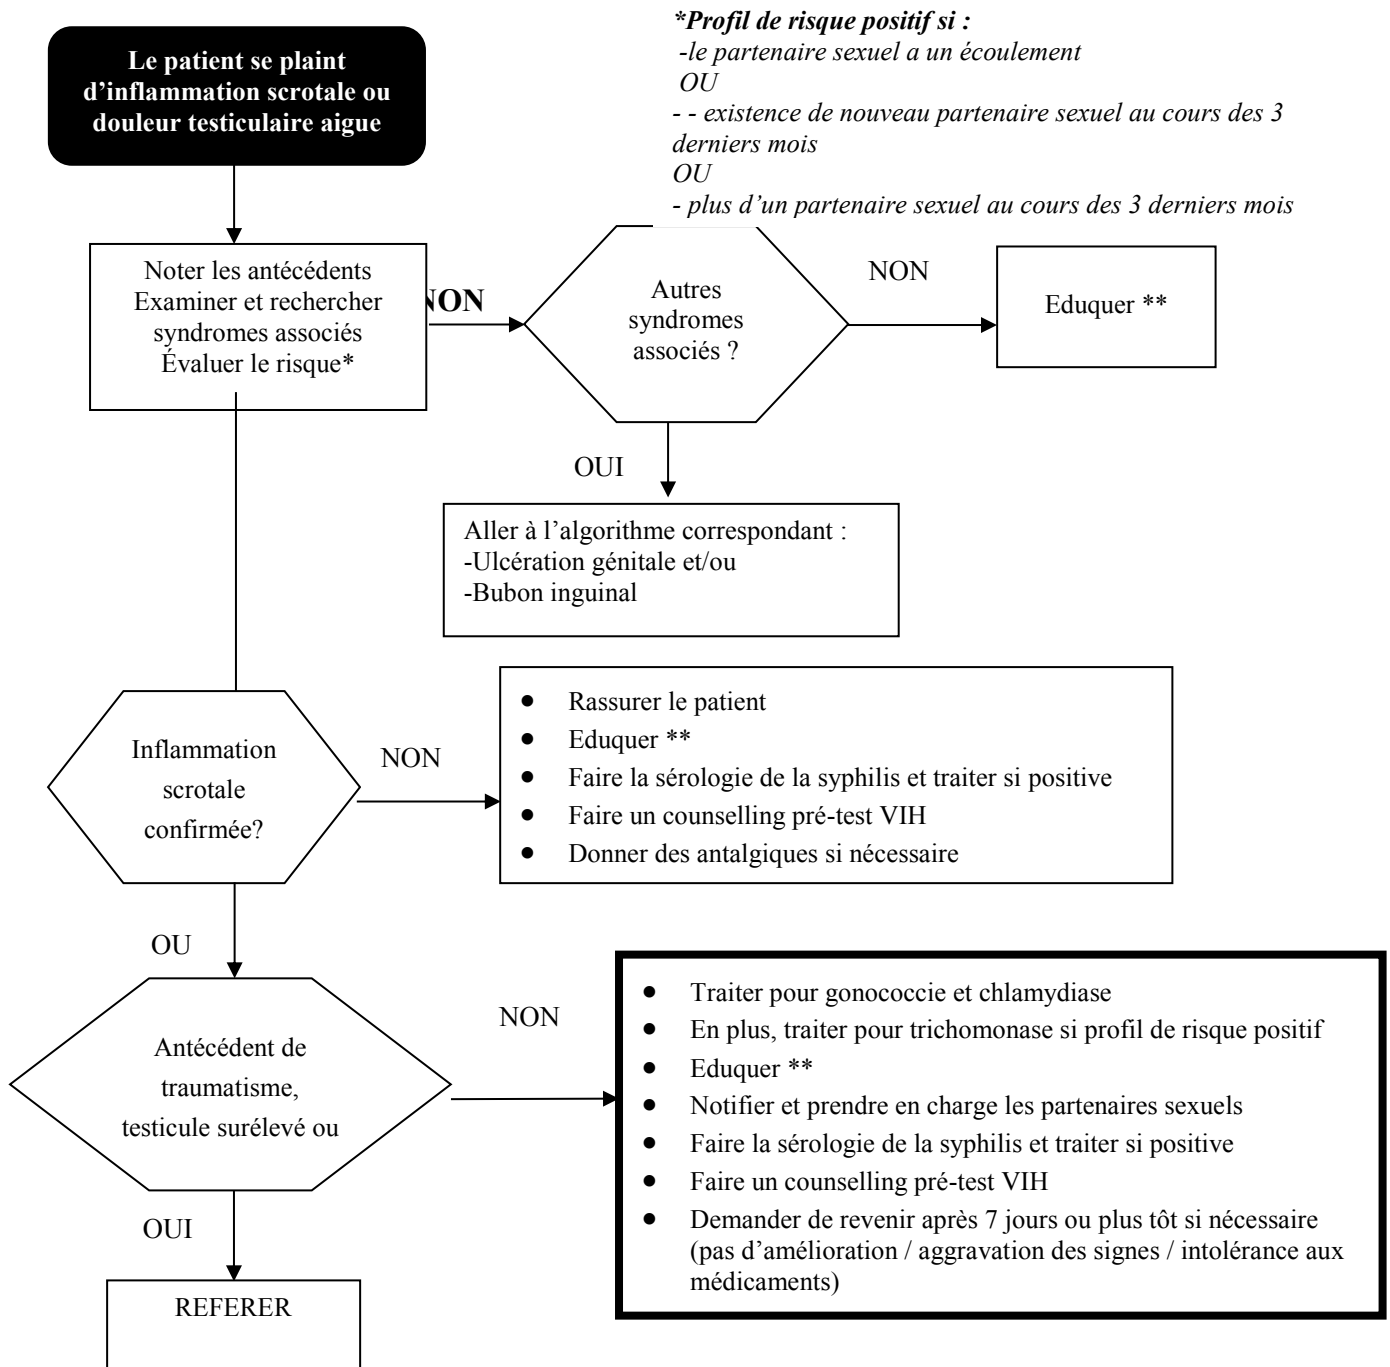 *Profil de risque positif si :
-le partenaire sexuel a un écoulement
OU
- - existence de nouveau partenaire sexuel au cours des 3
derniers mois
OU
- plus d’un partenaire sexuel au cours des 3 derniers mois
Le patient se plaint
d’inflammation scrotale ou
douleur testiculaire aigue
Noter les antécédents
Examiner et rechercher
syndromes associés
Évaluer le risque*
NON
Autres
syndromes
associés ?
NON
Eduquer **
OUI
Aller à l’algorithme correspondant :
-Ulcération génitale et/ou
-Bubon inguinal
Inflammation
scrotale
confirmée?
NON
• Rassurer le patient
• Eduquer **
• Faire la sérologie de la syphilis et traiter si positive
• Faire un counselling pré-test VIH
• Donner des antalgiques si nécessaire
OU
Antécédent de
traumatisme,
testicule surélevé ou
NON
• Traiter pour gonococcie et chlamydiase
• En plus, traiter pour trichomonase si profil de risque positif
• Eduquer **
• Notifier et prendre en charge les partenaires sexuels
• Faire la sérologie de la syphilis et traiter si positive
• Faire un counselling pré-test VIH
• Demander de revenir après 7 jours ou plus tôt si nécessaire
(pas d’amélioration / aggravation des signes / intolérance aux
médicaments)
OUI
REFERER